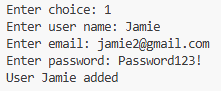 Enter choice: 1
Enter user name: Jamie
Enter email: jamie2@gmail.com
Enter password: Password123!
User Jamie added